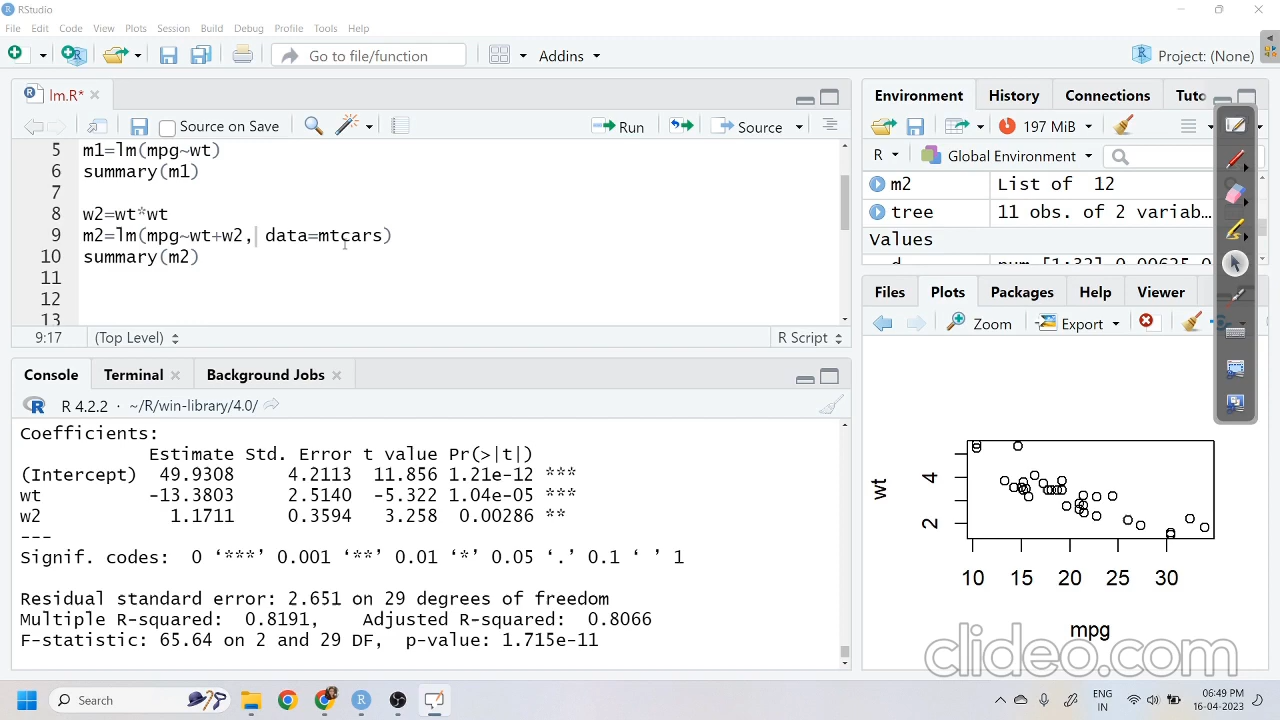 RStudio
File Edit Code View Plots Session Build Debug Profile Tools Help
Go to file/function Addins Project: (None)
lm.R*
Source on Save Run Source
5 m1=lm(mpg~wt)
6 summary(m1)
7
8 w2=wt*wt
9 m2=lm(mpg~wt+w2, data=mtcars)
10 summary(m2)
11
12
13
9:17 (Top Level) R Script
Console Terminal Background Jobs
R 4.2.2 · ~/R/win-library/4.0/
Coefficients:
Estimate Std. Error t value Pr(>|t|)
(Intercept) 49.9308 4.2113 11.856 1.21e-12 ***
wt -13.3803 2.5140 -5.322 1.04e-05 ***
w2 1.1711 0.3594 3.258 0.00286 **
---
Signif. codes: 0 ‘***’ 0.001 ‘**’ 0.01 ‘*’ 0.05 ‘.’ 0.1 ‘ ’ 1
Residual standard error: 2.651 on 29 degrees of freedom
Multiple R-squared: 0.8191, Adjusted R-squared: 0.8066
F-statistic: 65.64 on 2 and 29 DF, p-value: 1.715e-11
Environment History Connections Tuto
197 MiB
R Global Environment
m2 List of 12
tree 11 obs. of 2 variab…
Values
Files Plots Packages Help Viewer
Zoom Export
wt
4
2
10 15 20 25 30
mpg
clideo.com
Search
ENG
IN
06:49 PM
16-04-2023